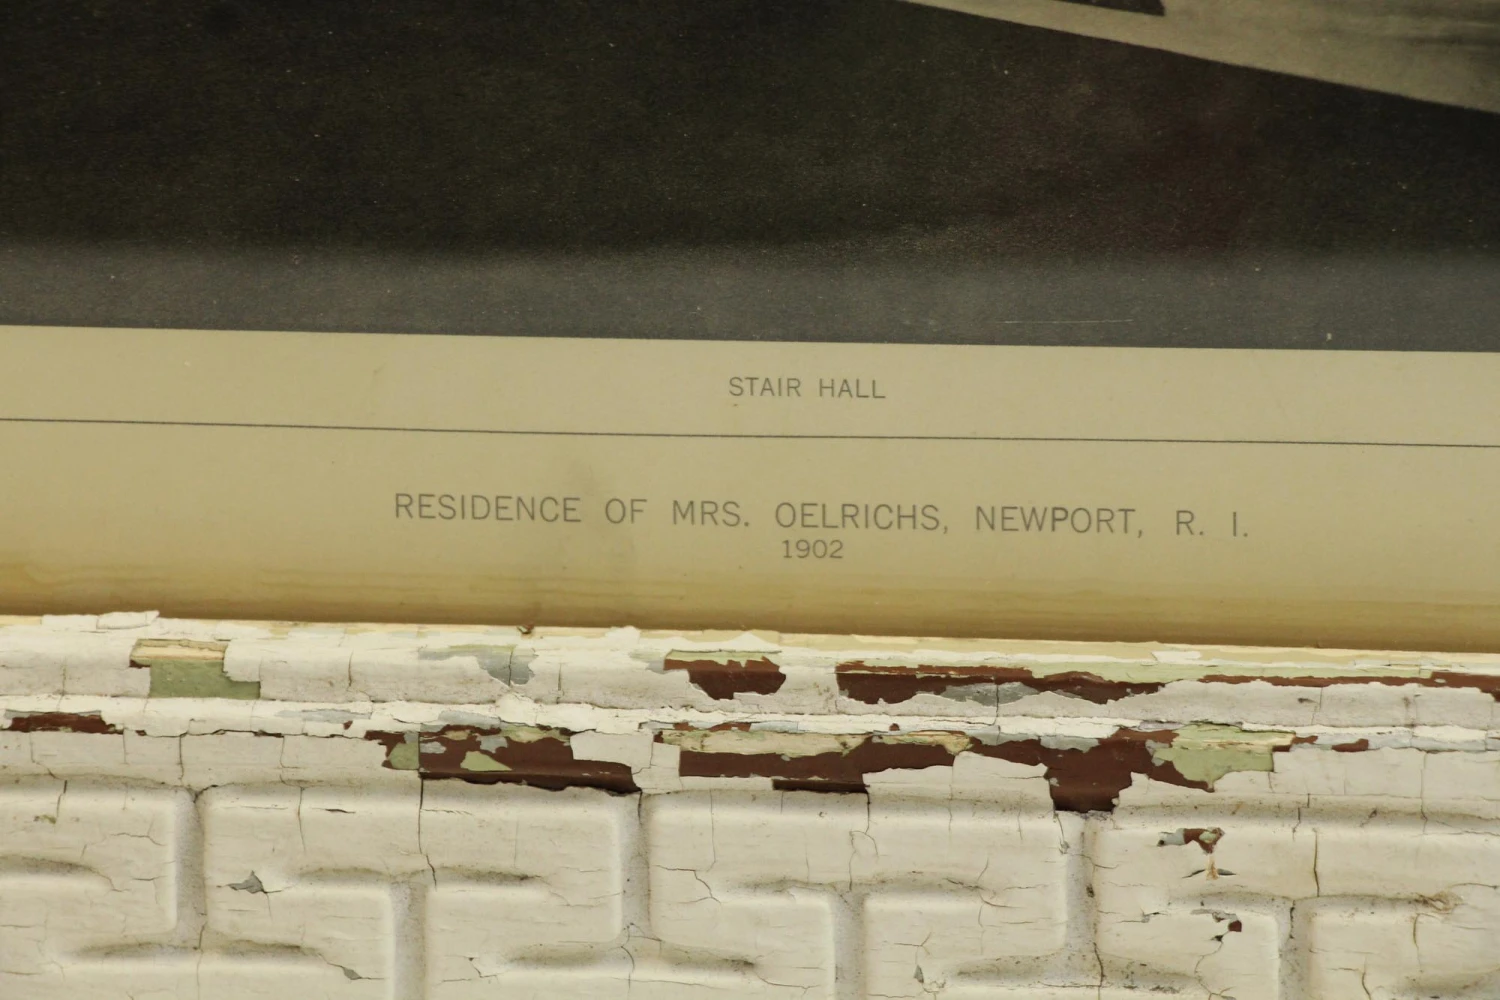 STAIR HALL
RESIDENCE OF MRS. OELRICHS, NEWPORT, R. I.
1902